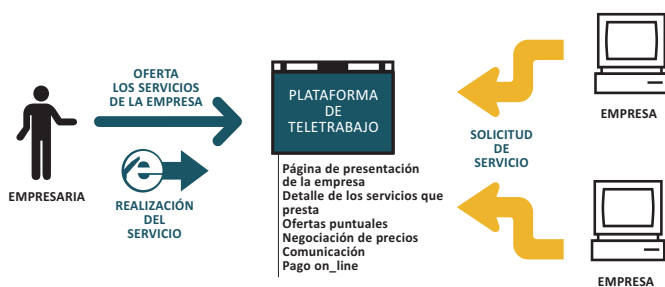 OFERTA
LOS SERVICIOS
DE LA EMPRESA
EMPRESARIA
REALIZACIÓN
DEL
SERVICIO
PLATAFORMA
DE
TELETRABAJO
Página de presentación
de la empresa
Detalle de los servicios que
presta
Ofertas puntuales
Negociación de precios
Comunicación
Pago on_line
SOLICITUD
DE
SERVICIO
EMPRESA
EMPRESA